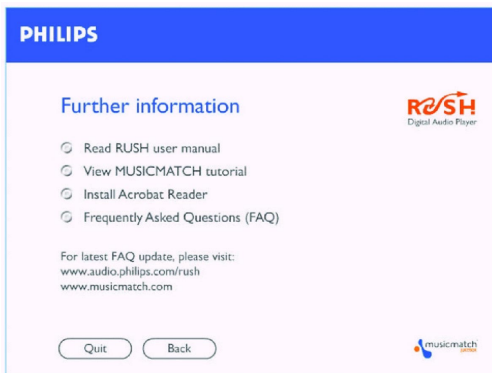 PHILIPS
Further information
RUSH
Digital Audio Player
Read RUSH user manual
View MUSICMATCH tutorial
Install Acrobat Reader
Frequently Asked Questions (FAQ)
For latest FAQ update, please visit:
www.audio.philips.com/rush
www.musicmatch.com
Quit
Back
musicmatch